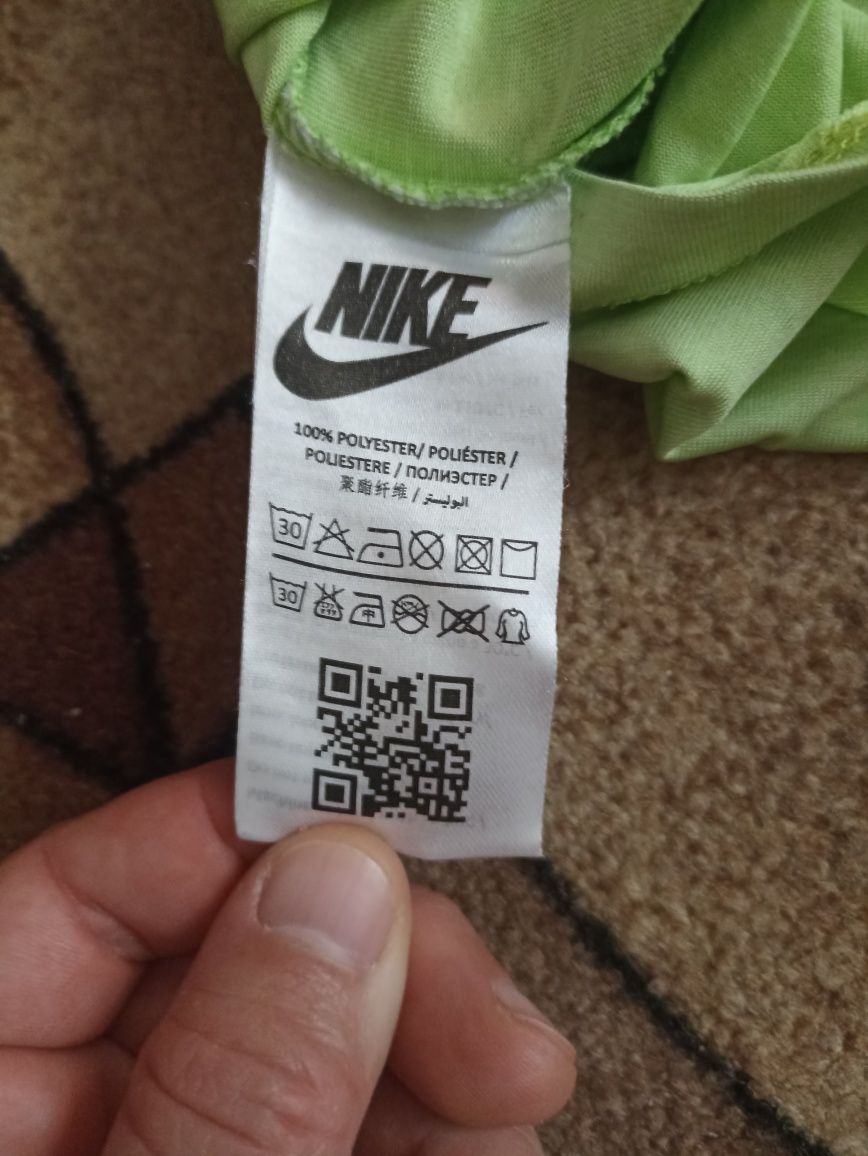 NIKE
100% POLYESTER/ POLIÉSTER /
POLIESTERE / ПОЛИЭСТЕР /
聚酯纤维 / البوليستر
30
30